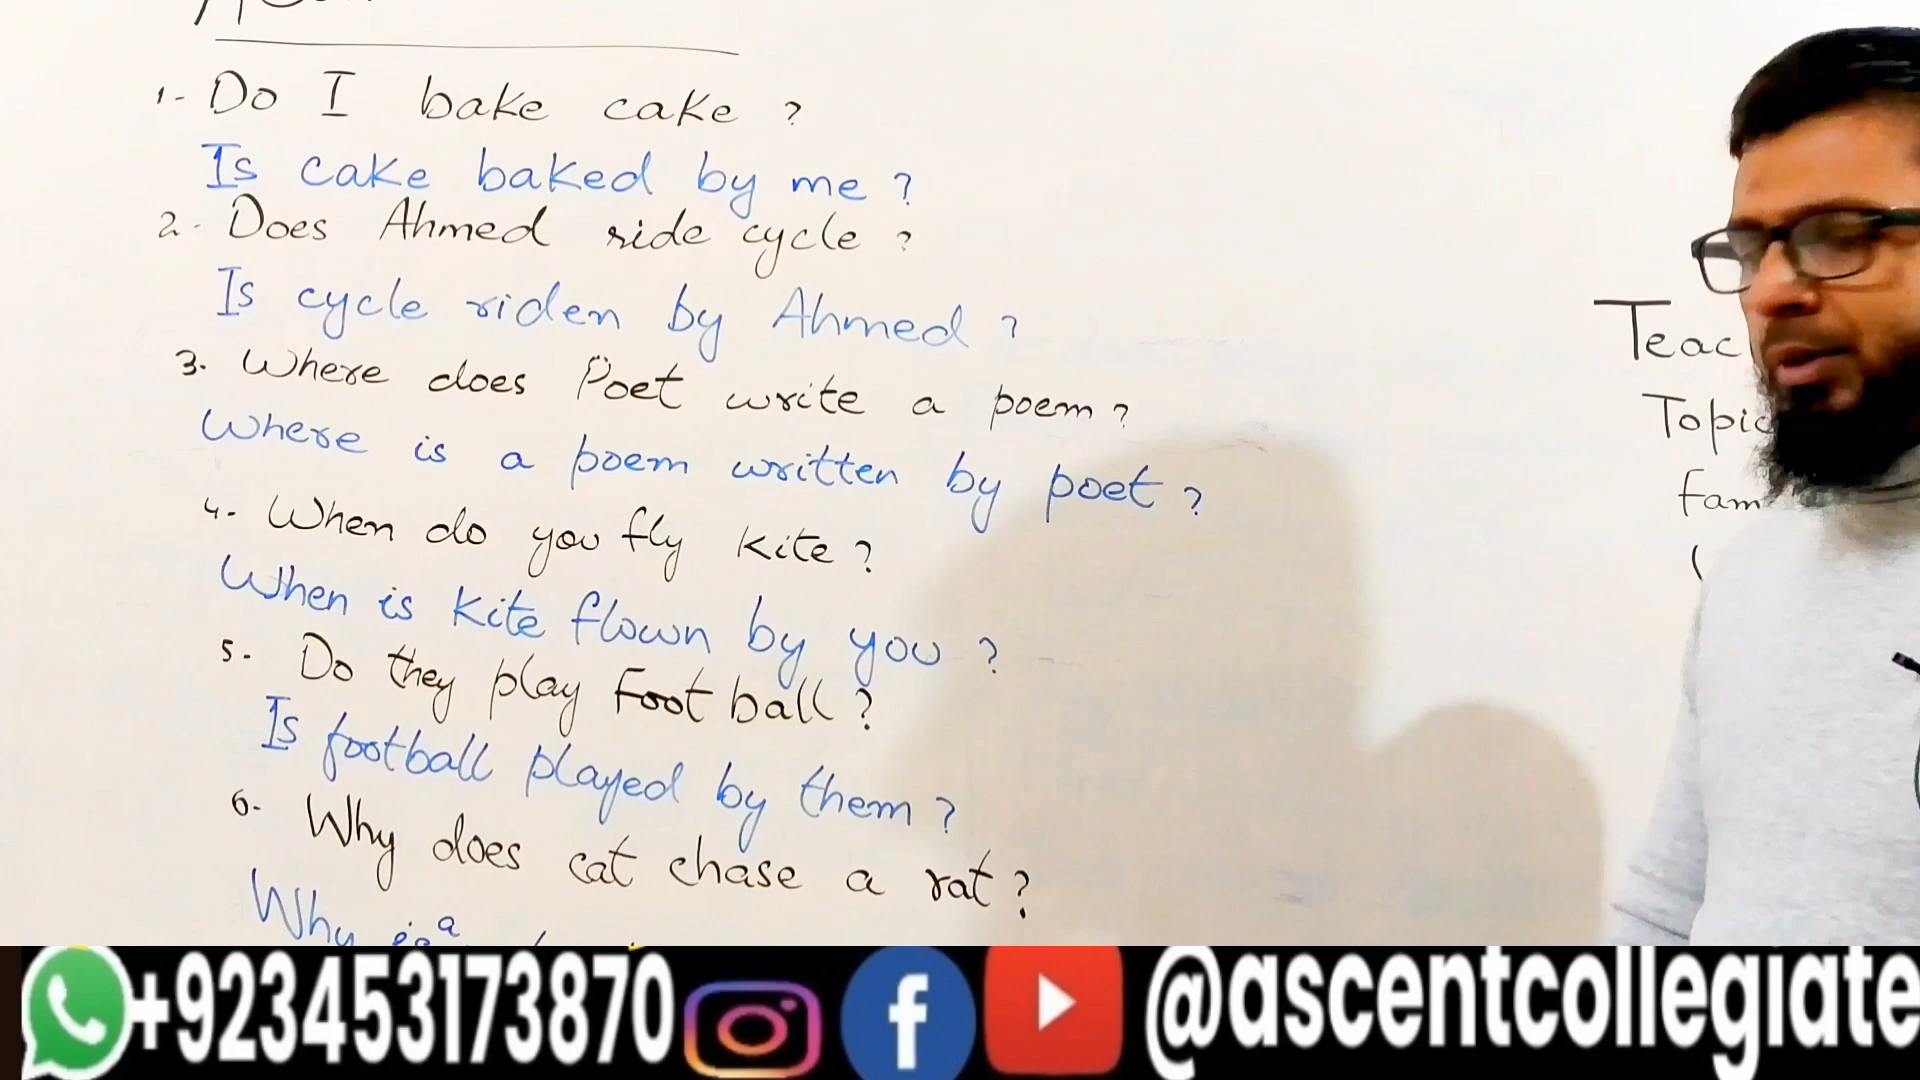 1- Do I bake cake ?
Is cake baked by me ?
2- Does Ahmed ride cycle ?
Is cycle riden by Ahmed ?
3. Where does Poet write a poem ?
Where is a poem written by poet ?
4- When do you fly kite ?
When is kite flown by you ?
5- Do they play Foot ball ?
Is football played by them ?
6- Why does cat chase a rat ?
Why is a
Teac
Topic
fam
+923453173870
@ascentcollegiate